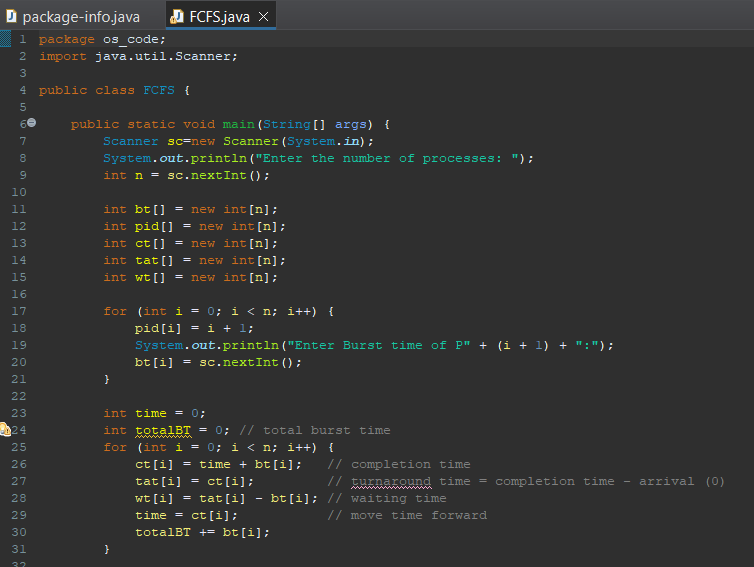 package-info.java
FCFS.java
1 package os_code;
2 import java.util.Scanner;
3
4 public class FCFS {
5
6 public static void main(String[] args) {
7 Scanner sc=new Scanner(System.in);
8 System.out.println("Enter the number of processes: ");
9 int n = sc.nextInt();
10
11 int bt[] = new int[n];
12 int pid[] = new int[n];
13 int ct[] = new int[n];
14 int tat[] = new int[n];
15 int wt[] = new int[n];
16
17 for (int i = 0; i < n; i++) {
18 pid[i] = i + 1;
19 System.out.println("Enter Burst time of P" + (i + 1) + ":");
20 bt[i] = sc.nextInt();
21 }
22
23 int time = 0;
24 int totalBT = 0; // total burst time
25 for (int i = 0; i < n; i++) {
26 ct[i] = time + bt[i]; // completion time
27 tat[i] = ct[i]; // turnaround time = completion time - arrival (0)
28 wt[i] = tat[i] - bt[i]; // waiting time
29 time = ct[i]; // move time forward
30 totalBT += bt[i];
31 }
32